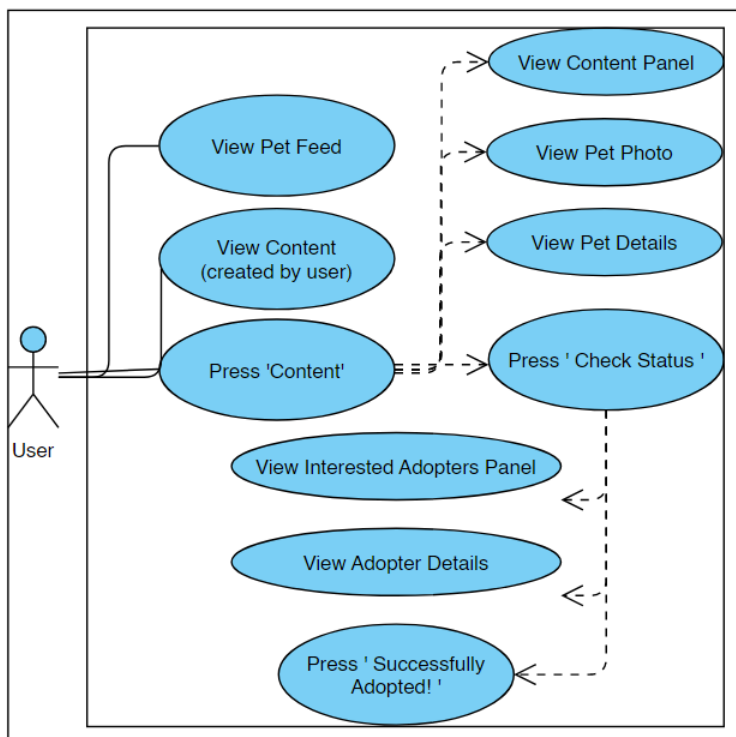 View Content Panel
View Pet Feed
View Pet Photo
View Content
(created by user)
View Pet Details
Press 'Content'
Press ' Check Status '
User
View Interested Adopters Panel
View Adopter Details
Press ' Successfully
Adopted! '